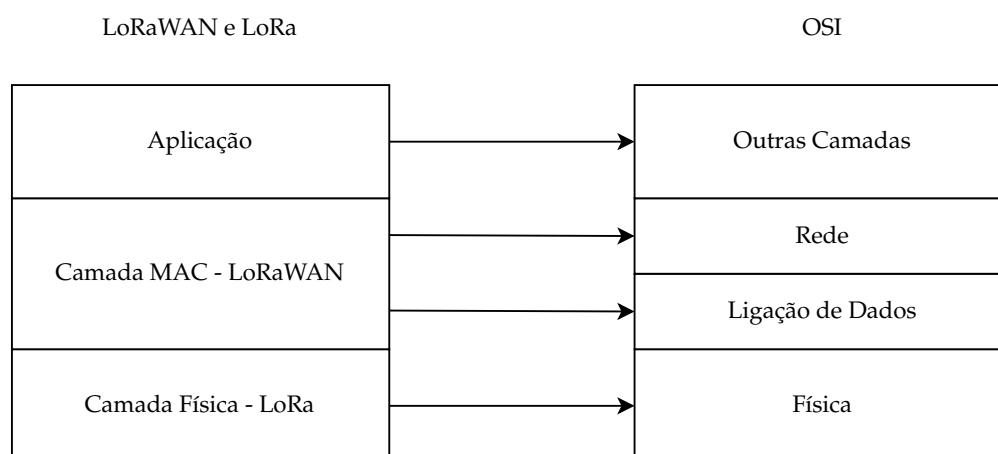 LoRaWAN e LoRa
OSI
Aplicação
Outras Camadas
Camada MAC - LoRaWAN
Rede
Ligação de Dados
Camada Física - LoRa
Física